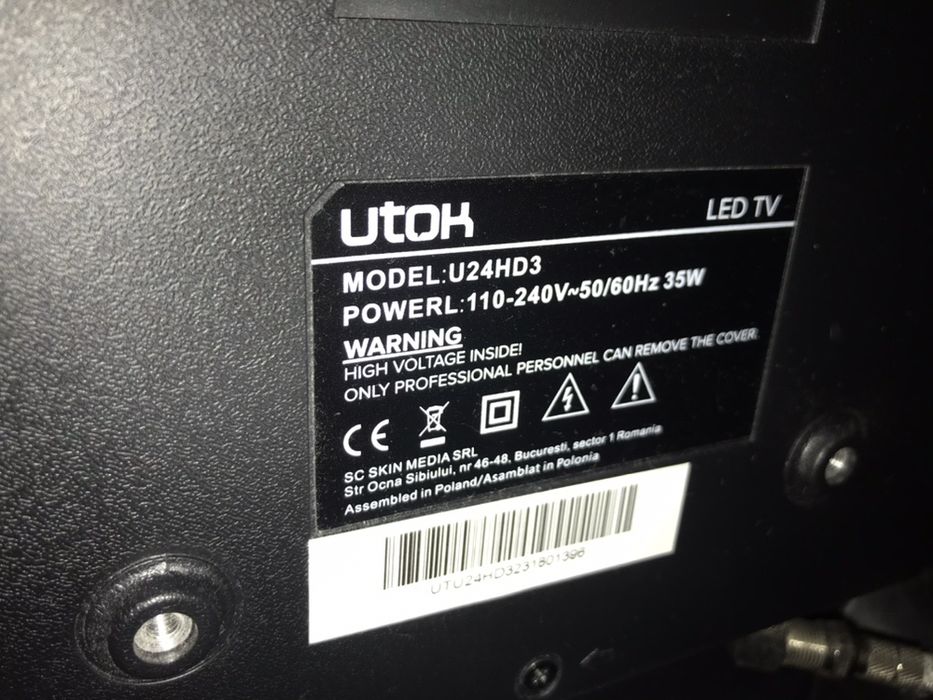 UTOK
LED TV
MODEL:U24HD3
POWERL:110-240V~50/60Hz 35W
WARNING
HIGH VOLTAGE INSIDE!
ONLY PROFESSIONAL PERSONNEL CAN REMOVE THE COVER.
CE
SC SKIN MEDIA SRL
Str Ocna Sibiului, nr 46-48, Bucuresti, sector 1 Romania
Assembled in Poland/Asamblat in Polonia
UTU24HD3231801396